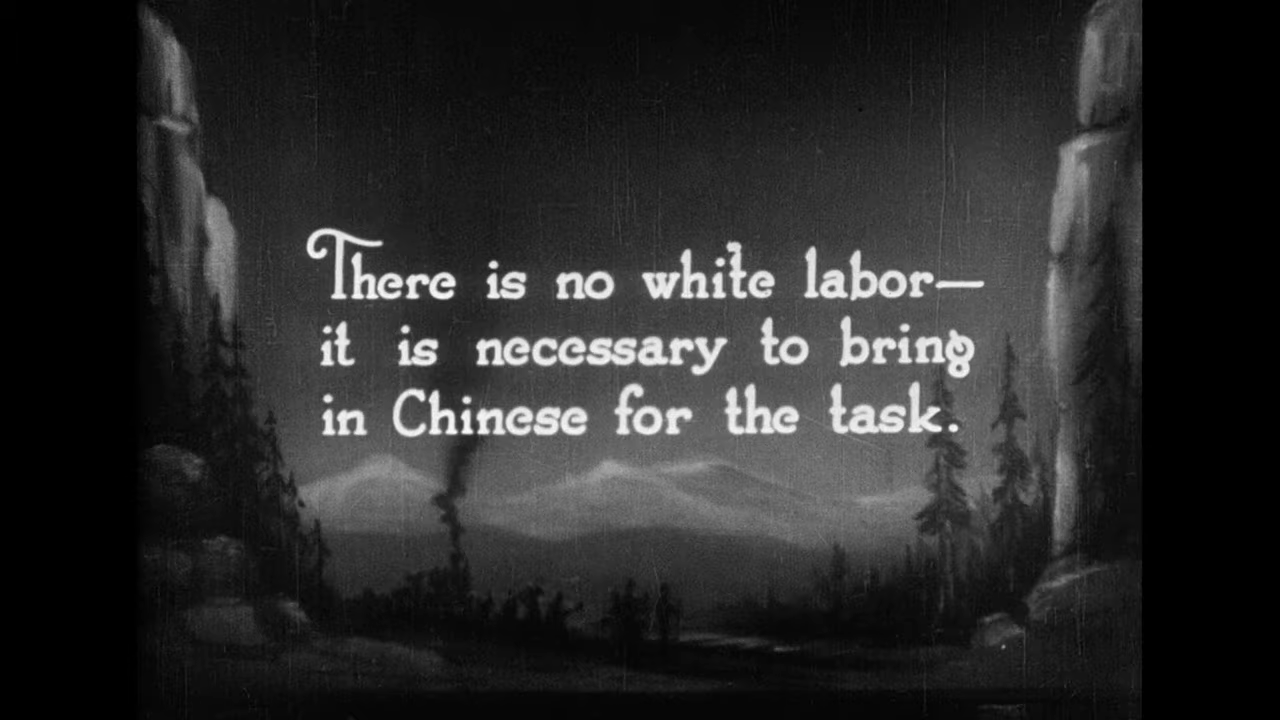 There is no white labor—
it is necessary to bring
in Chinese for the task.